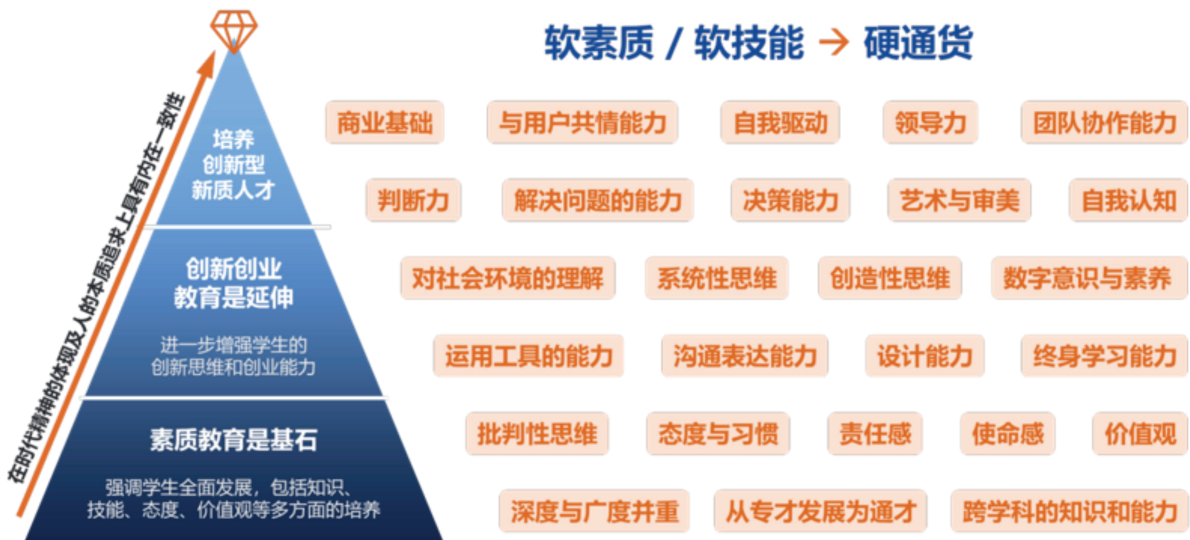 软素质 / 软技能 → 硬通货
在时代精神的体现及人的本质追求上具有内在一致性
培养
创新型
新质人才
创新创业
教育是延伸
进一步增强学生的
创新思维和创业能力
素质教育是基石
强调学生全面发展，包括知识、
技能、态度、价值观等多方面的培养
商业基础 与用户共情能力 自我驱动 领导力 团队协作能力
判断力 解决问题的能力 决策能力 艺术与审美 自我认知
对社会环境的理解 系统性思维 创造性思维 数字意识与素养
运用工具的能力 沟通表达能力 设计能力 终身学习能力
批判性思维 态度与习惯 责任感 使命感 价值观
深度与广度并重 从专才发展为通才 跨学科的知识和能力